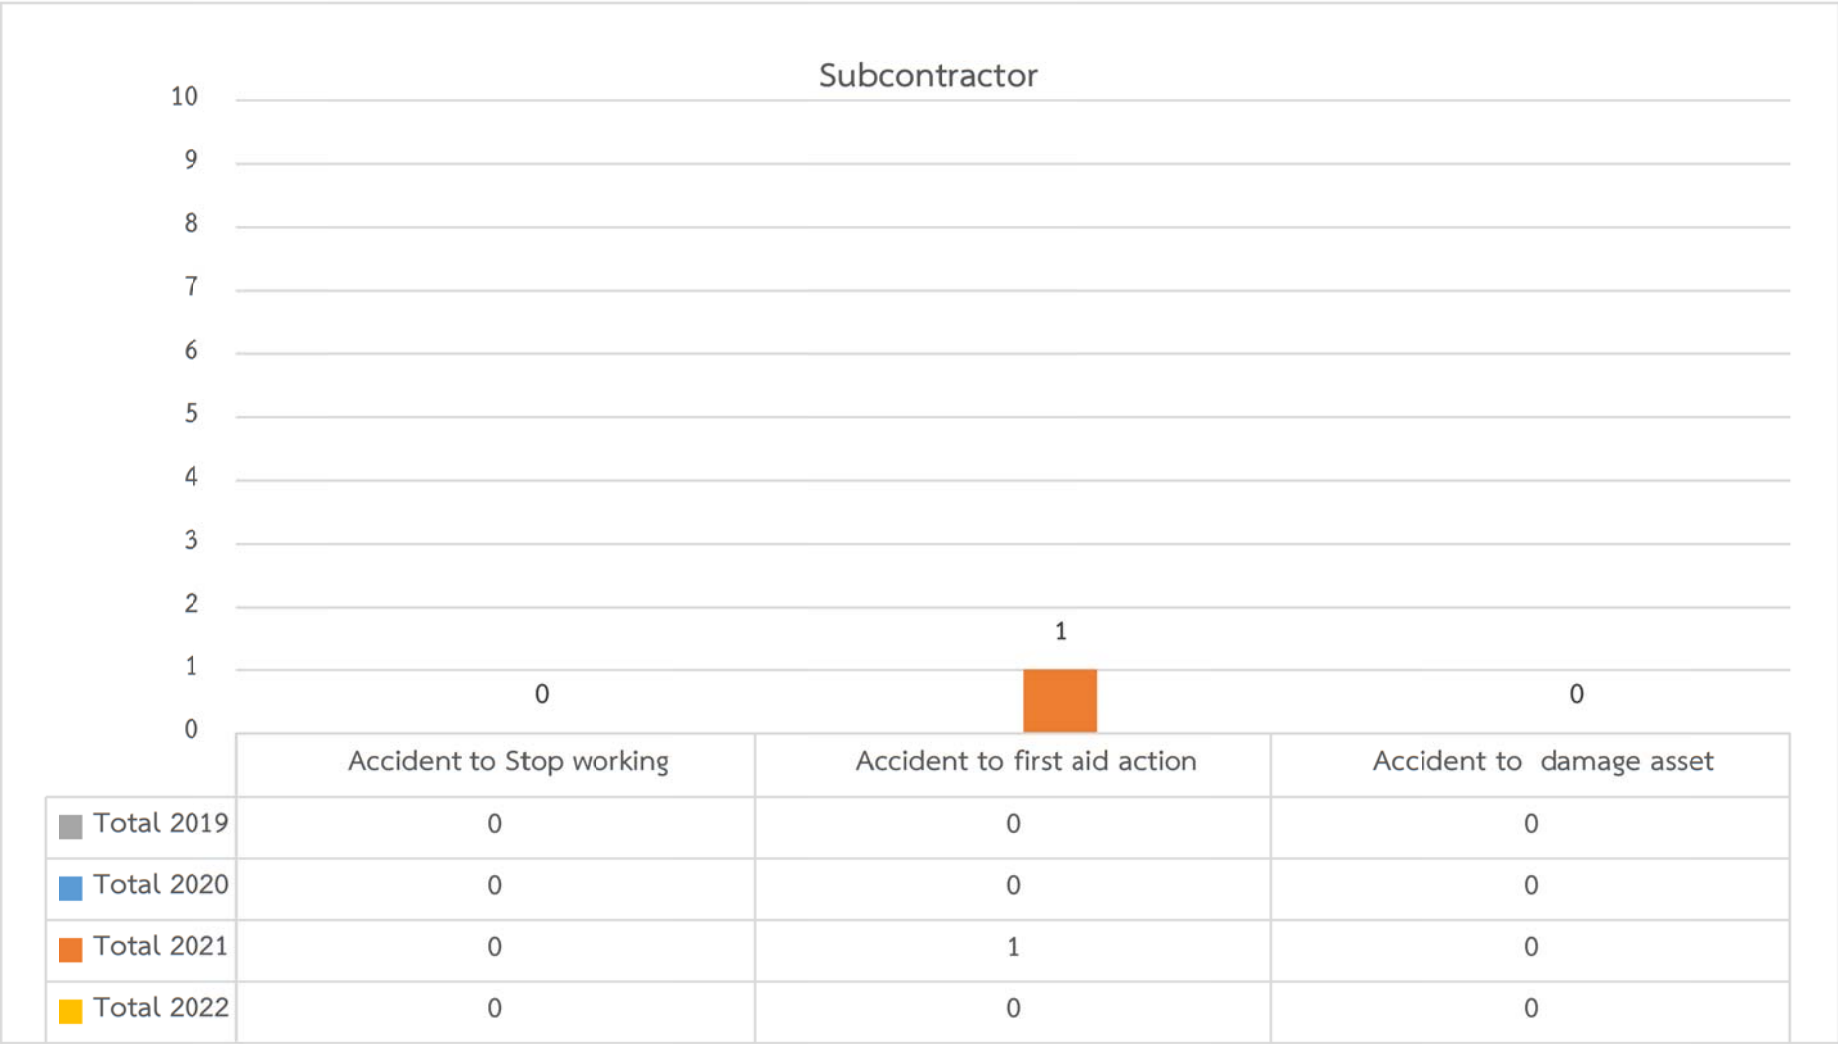 Subcontractor
10
9
8
7
6
5
4
3
2
1
1
0
0
0
Accident to Stop working Accident to first aid action Accident to damage asset
Total 2019 0 0 0
Total 2020 0 0 0
Total 2021 0 1 0
Total 2022 0 0 0